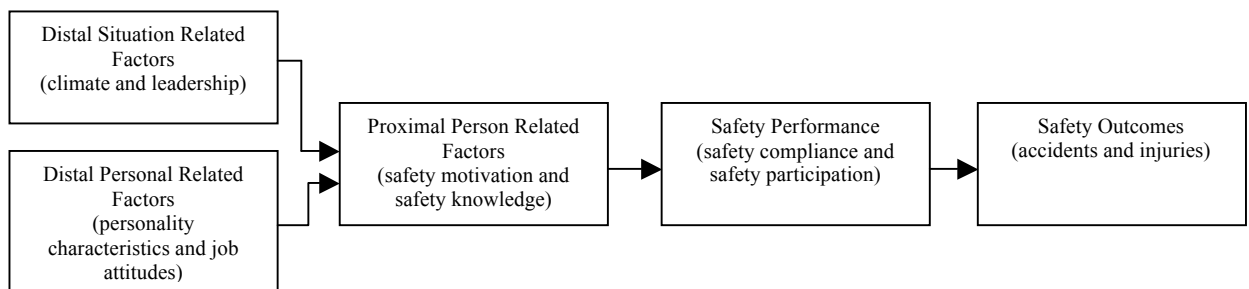 Distal Situation Related
Factors
(climate and leadership)
Distal Personal Related
Factors
(personality
characteristics and job
attitudes)
Proximal Person Related
Factors
(safety motivation and
safety knowledge)
Safety Performance
(safety compliance and
safety participation)
Safety Outcomes
(accidents and injuries)